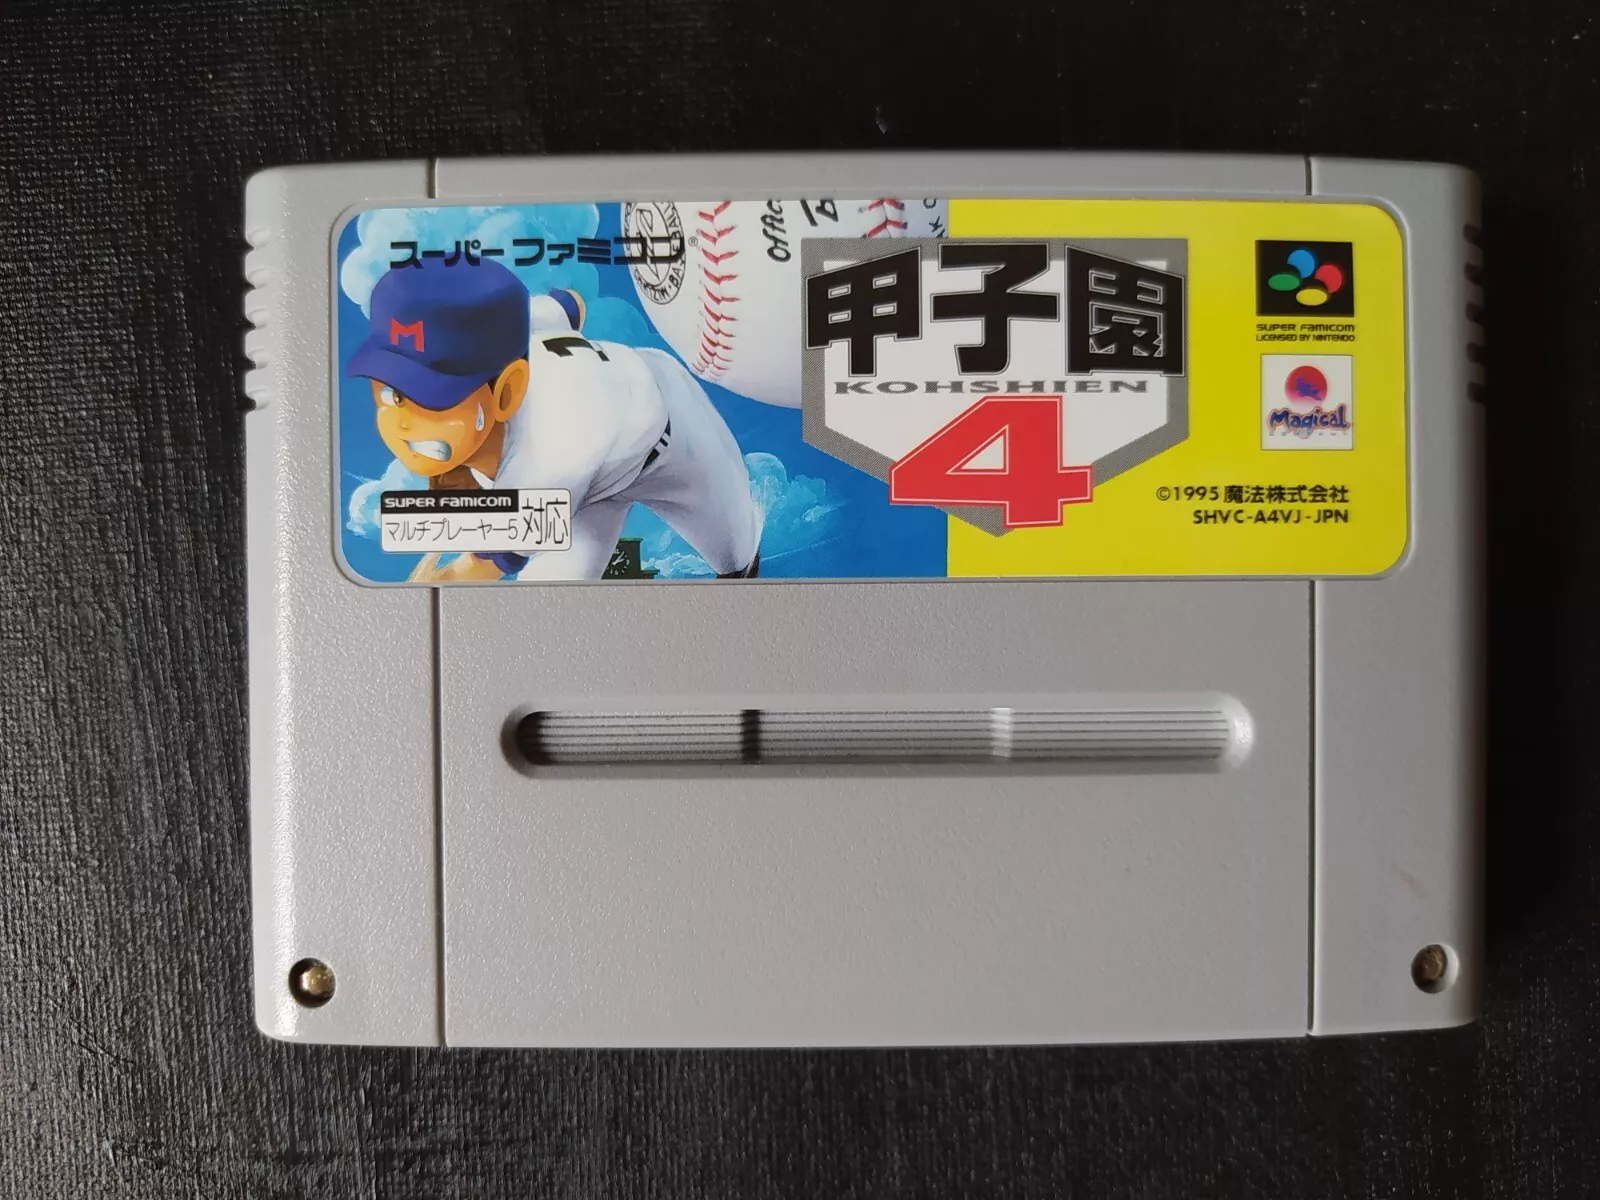 スーパーファミコン®
Offic
M
1
甲子園
KOHSHIEN
4
SUPER FAMICOM
LICENSED BY NINTENDO
Magical
SUPER FAMICOM
マルチプレーヤー5対応
©1995 魔法株式会社
SHVC-A4VJ-JPN